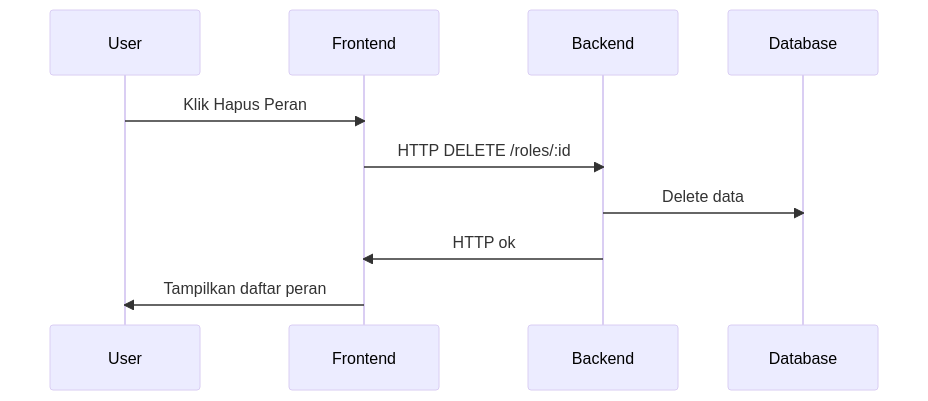 User
Frontend
Backend
Database
Klik Hapus Peran
HTTP DELETE /roles/:id
Delete data
HTTP ok
Tampilkan daftar peran
User
Frontend
Backend
Database